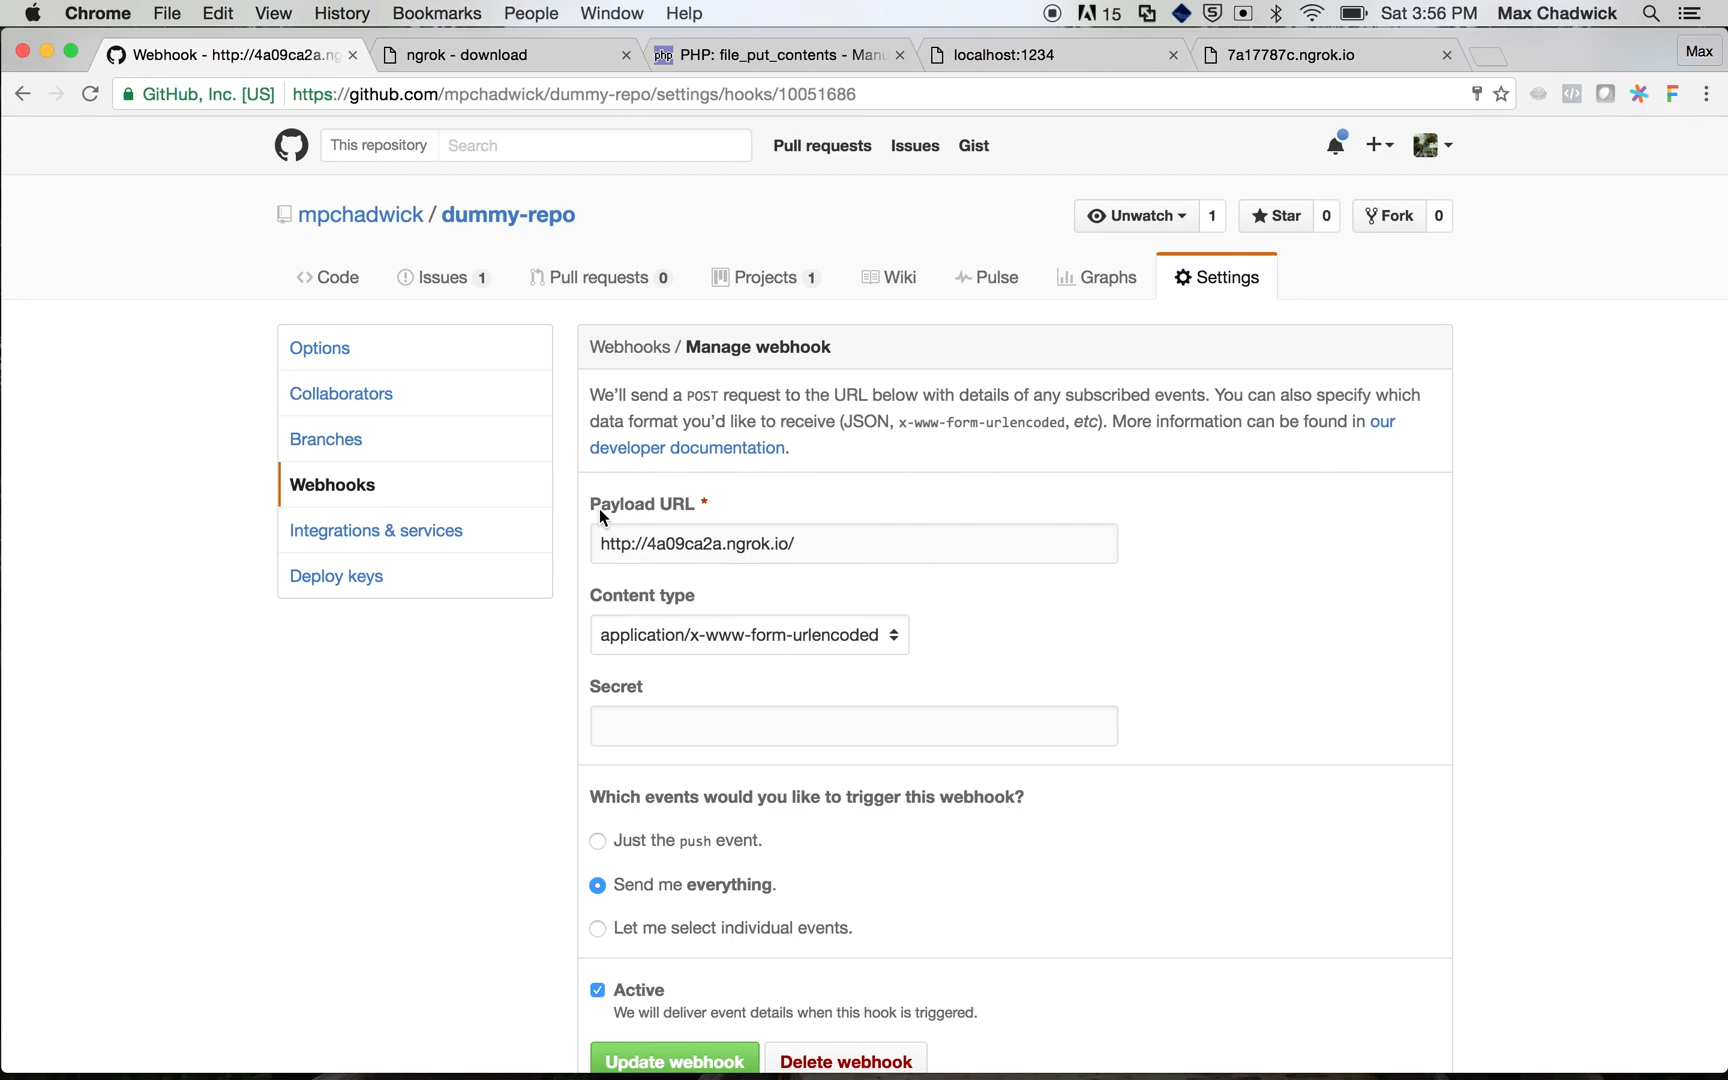 Chrome File Edit View History Bookmarks People Window Help 15 Sat 3:56 PM Max Chadwick
Webhook - http://4a09ca2a.ng ngrok - download php PHP: file_put_contents - Manu localhost:1234 7a17787c.ngrok.io Max
GitHub, Inc. [US] https://github.com/mpchadwick/dummy-repo/settings/hooks/10051686
This repository Search Pull requests Issues Gist
mpchadwick / dummy-repo Unwatch 1 Star 0 Fork 0
Code Issues 1 Pull requests 0 Projects 1 Wiki Pulse Graphs Settings
Options
Collaborators
Branches
Webhooks
Integrations & services
Deploy keys
Webhooks / Manage webhook
We'll send a POST request to the URL below with details of any subscribed events. You can also specify which
data format you'd like to receive (JSON, x-www-form-urlencoded, etc). More information can be found in our
developer documentation.
Payload URL *
http://4a09ca2a.ngrok.io/
Content type
application/x-www-form-urlencoded
Secret
Which events would you like to trigger this webhook?
Just the push event.
Send me everything.
Let me select individual events.
Active
We will deliver event details when this hook is triggered.
Update webhook Delete webhook